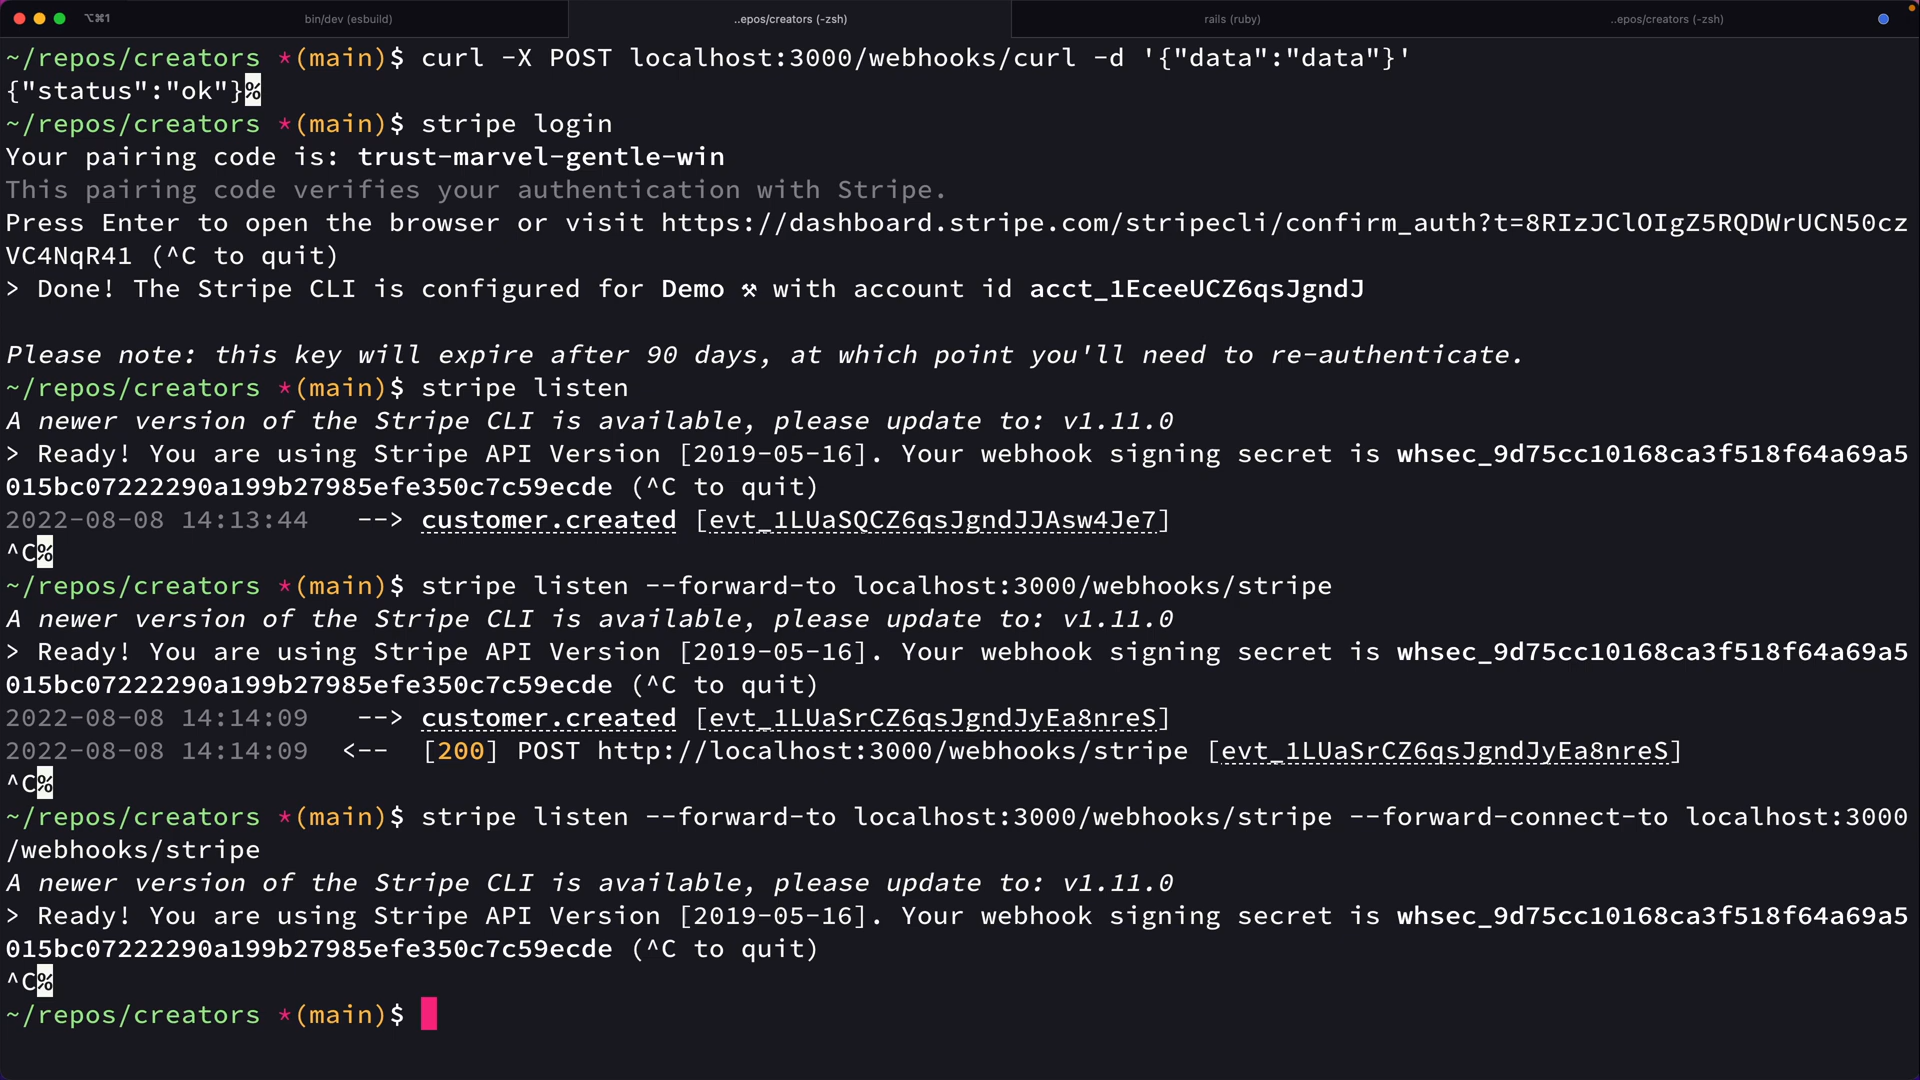 ⌥⌘1
bin/dev (esbuild)
..epos/creators (-zsh)
rails (ruby)
..epos/creators (-zsh)
~/repos/creators *(main)$ curl -X POST localhost:3000/webhooks/curl -d '{"data":"data"}'
{"status":"ok"}%
~/repos/creators *(main)$ stripe login
Your pairing code is: trust-marvel-gentle-win
This pairing code verifies your authentication with Stripe.
Press Enter to open the browser or visit https://dashboard.stripe.com/stripecli/confirm_auth?t=8RIzJClOIgZ5RQDWrUCN50cz
VC4NqR41 (^C to quit)
> Done! The Stripe CLI is configured for Demo ⚒ with account id acct_1EceeUCZ6qsJgndJ
Please note: this key will expire after 90 days, at which point you'll need to re-authenticate.
~/repos/creators *(main)$ stripe listen
A newer version of the Stripe CLI is available, please update to: v1.11.0
> Ready! You are using Stripe API Version [2019-05-16]. Your webhook signing secret is whsec_9d75cc10168ca3f518f64a69a5
015bc07222290a199b27985efe350c7c59ecde (^C to quit)
2022-08-08 14:13:44   --> customer.created [evt_1LUaSQCZ6qsJgndJJAsw4Je7]
^C%
~/repos/creators *(main)$ stripe listen --forward-to localhost:3000/webhooks/stripe
A newer version of the Stripe CLI is available, please update to: v1.11.0
> Ready! You are using Stripe API Version [2019-05-16]. Your webhook signing secret is whsec_9d75cc10168ca3f518f64a69a5
015bc07222290a199b27985efe350c7c59ecde (^C to quit)
2022-08-08 14:14:09   --> customer.created [evt_1LUaSrCZ6qsJgndJyEa8nreS]
2022-08-08 14:14:09  <--  [200] POST http://localhost:3000/webhooks/stripe [evt_1LUaSrCZ6qsJgndJyEa8nreS]
^C%
~/repos/creators *(main)$ stripe listen --forward-to localhost:3000/webhooks/stripe --forward-connect-to localhost:3000
/webhooks/stripe
A newer version of the Stripe CLI is available, please update to: v1.11.0
> Ready! You are using Stripe API Version [2019-05-16]. Your webhook signing secret is whsec_9d75cc10168ca3f518f64a69a5
015bc07222290a199b27985efe350c7c59ecde (^C to quit)
^C%
~/repos/creators *(main)$